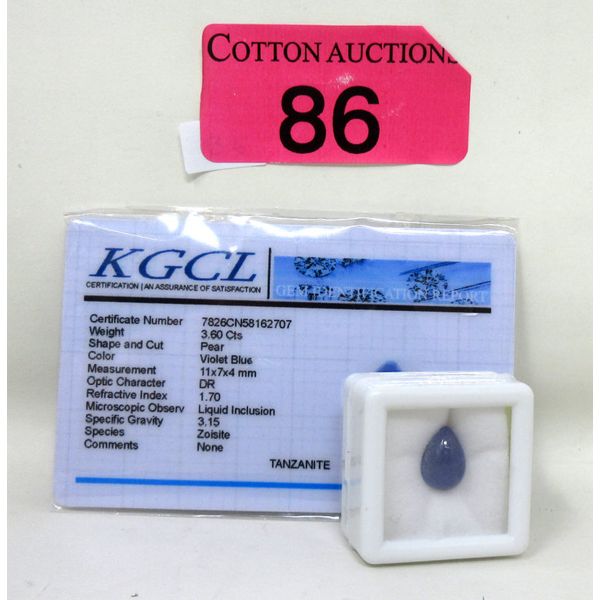 COTTON AUCTIONS
86
KGCL
CERTIFICATION | AN ASSURANCE OF SATISFACTION
GEM IDENTIFICATION REPORT
Certificate Number 7826CN58162707
Weight 3.60 Cts
Shape and Cut Pear
Color Violet Blue
Measurement 11x7x4 mm
Optic Character DR
Refractive Index 1.70
Microscopic Observ Liquid Inclusion
Specific Gravity 3.15
Species Zoisite
Comments None
TANZANITE